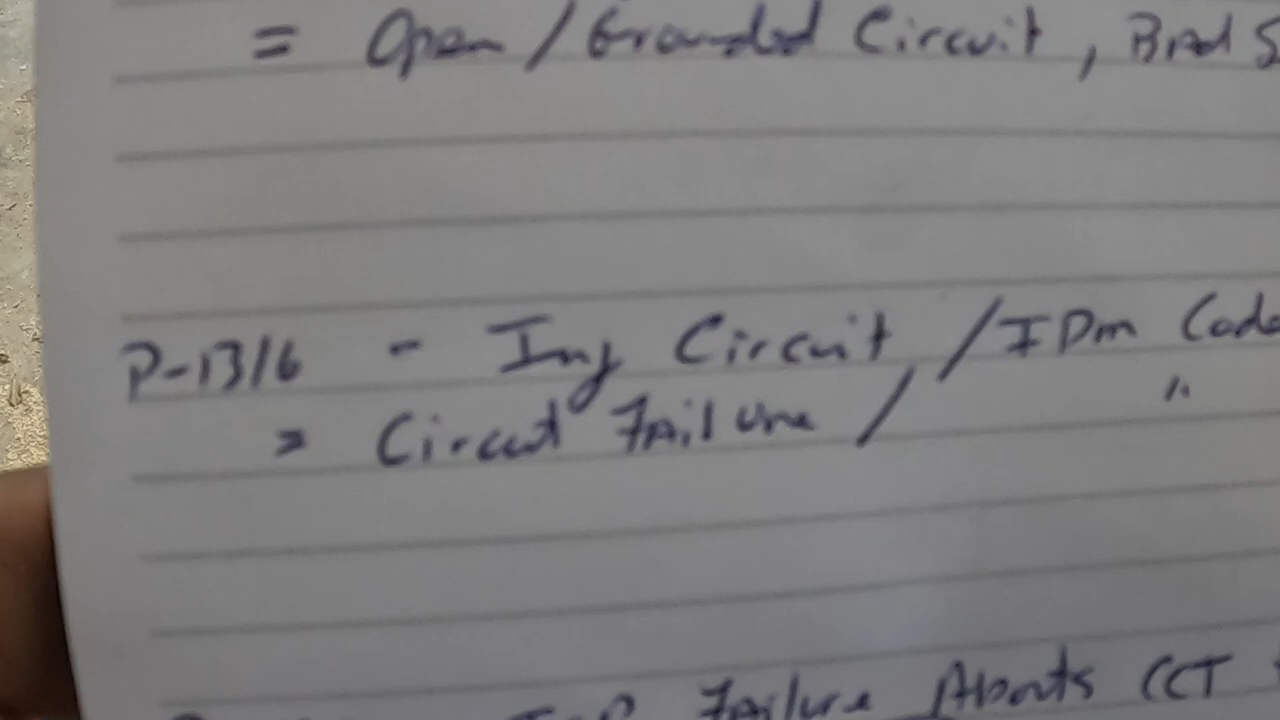 = Open / Grounded Circuit, Bad S
P-1316 - Inj Circuit / IDm Code
= Circuit Failure / "
Failure Aborts CCT